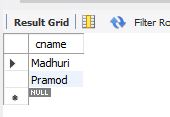 Result Grid Filter Ro
cname
Madhuri
Pramod
NULL